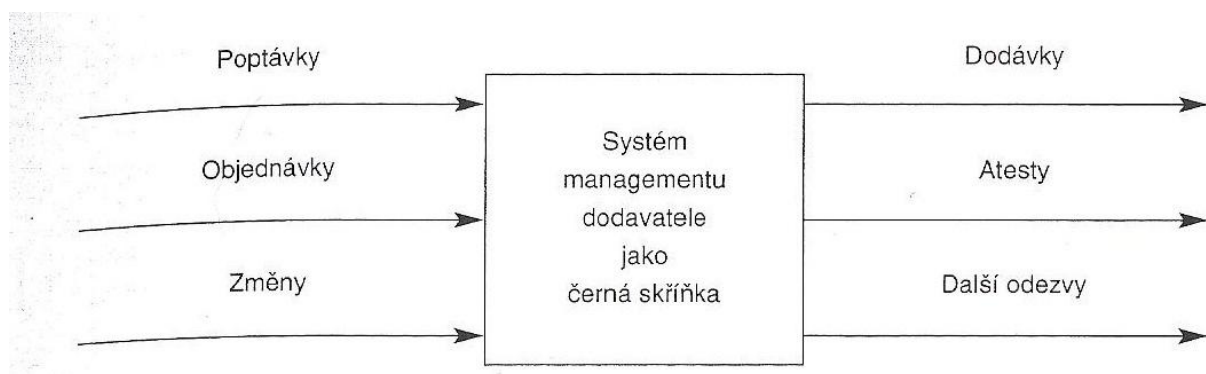 Poptávky
Dodávky
Systém
Objednávky
managementu
Atesty
dodavatele
jako
Změny
černá skříňka
Další odezvy